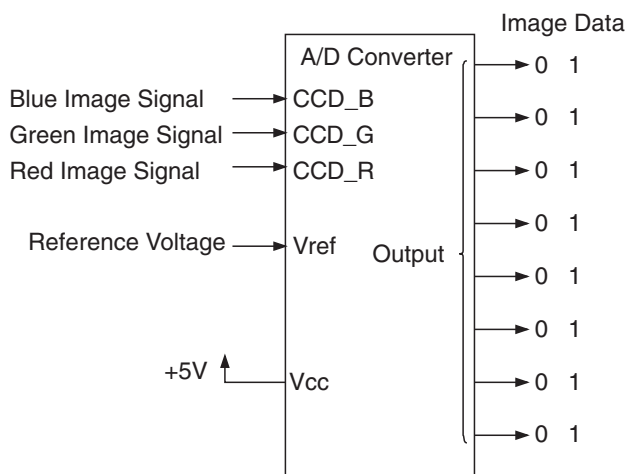 Image Data
A/D Converter
0 1
Blue Image Signal CCD_B
0 1
Green Image Signal CCD_G
Red Image Signal CCD_R
0 1
0 1
Reference Voltage Vref
Output
0 1
0 1
+5V Vcc
0 1
0 1